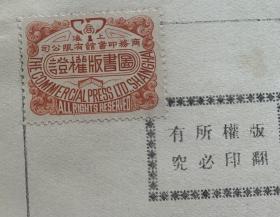 商
上海
商務印書館有限公司
圖書版權證
THE COMMERCIAL PRESS LTD. SHANGHAI
ALL RIGHTS RESERVED
版權所有
翻印必究